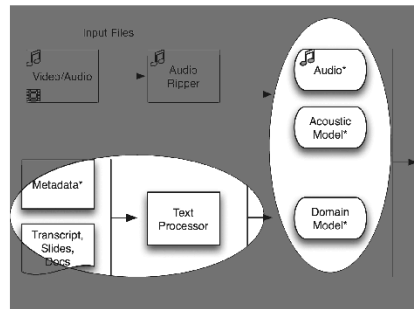 Input Files
Video/Audio
Audio
Ripper
Audio*
Acoustic
Model*
Metadata*
Text
Processor
Transcript,
Slides,
Docs
Domain
Model*